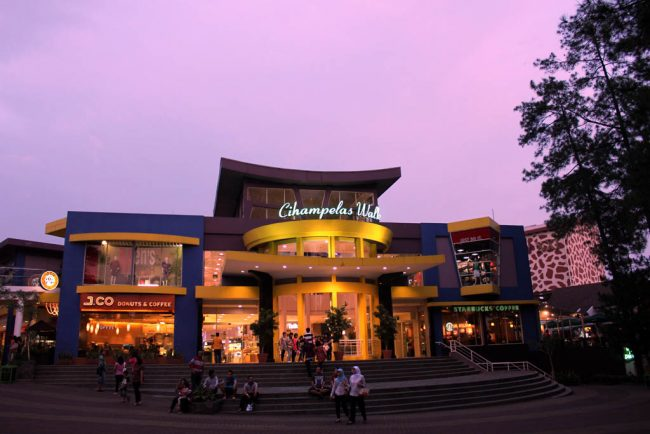 Cihampelas Walk
J.CO DONUTS & COFFEE
STARBUCKS COFFEE